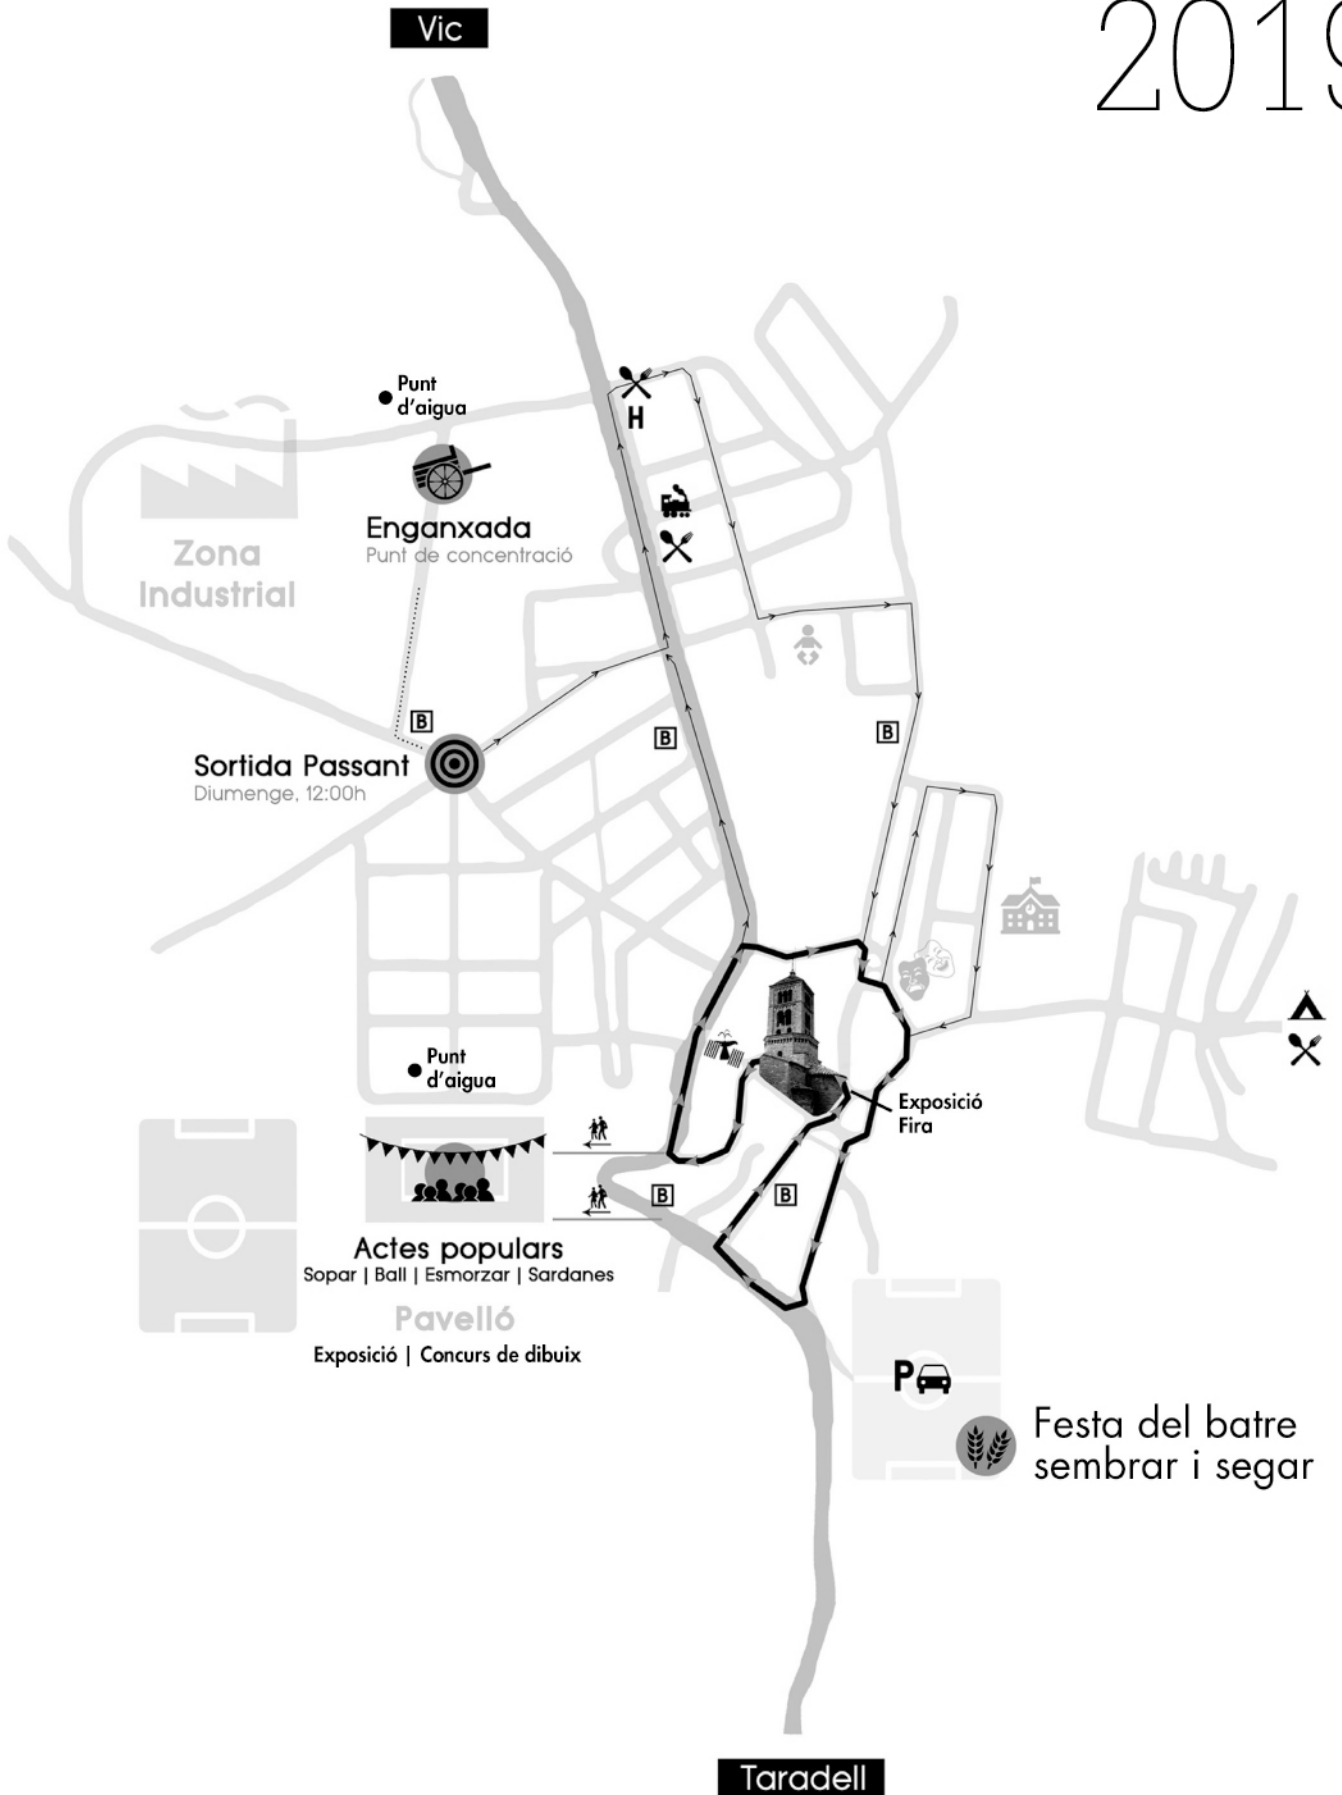 Vic
2019
Punt
d'aigua
H
Enganxada
Punt de concentració
Zona
Industrial
B
B
B
Sortida Passant
Diumenge, 12:00h
Punt
d'aigua
Exposició
Fira
B
B
Actes populars
Sopar | Ball | Esmorzar | Sardanes
Pavelló
Exposició | Concurs de dibuix
P
Festa del batre
sembrar i segar
Taradell